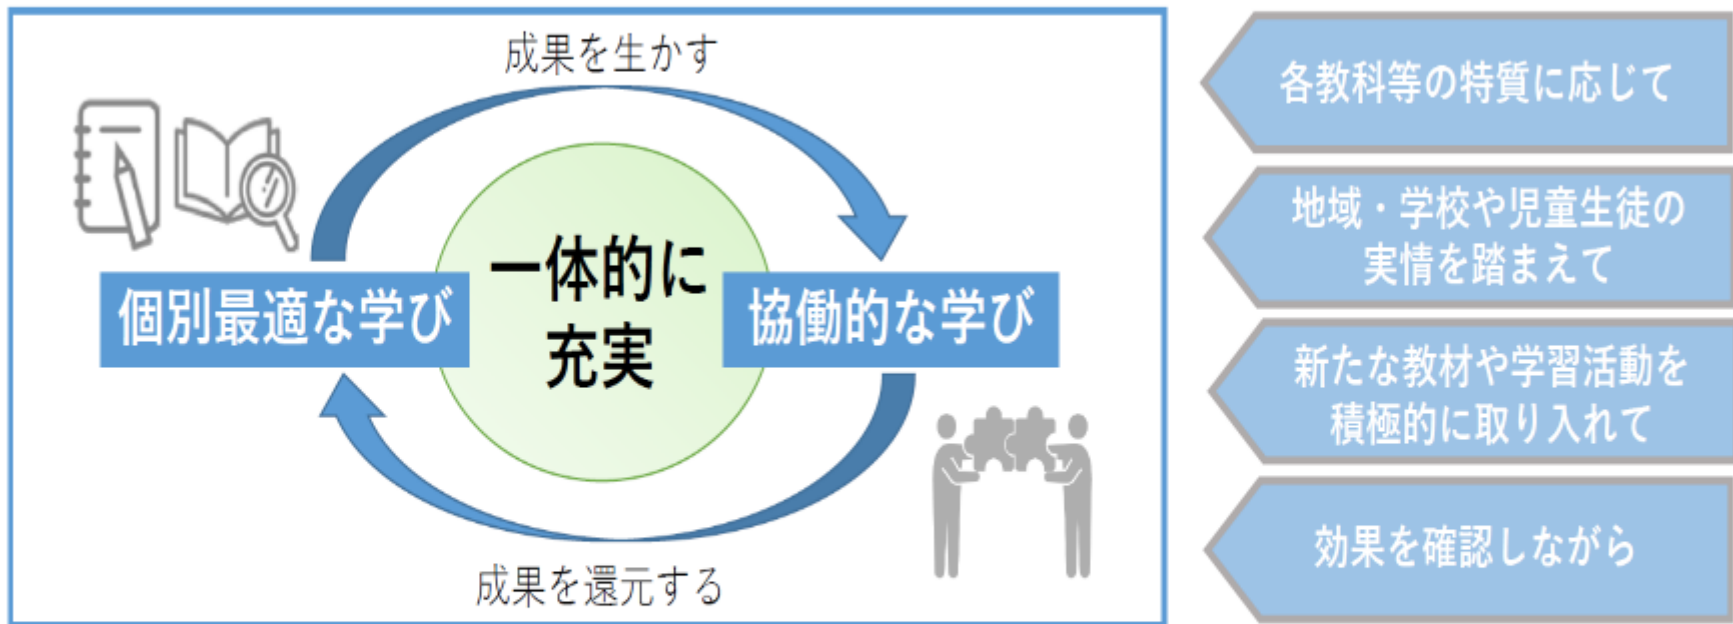 成果を生かす
個別最適な学び
一体的に
充実
協働的な学び
成果を還元する
各教科等の特質に応じて
地域・学校や児童生徒の
実情を踏まえて
新たな教材や学習活動を
積極的に取り入れて
効果を確認しながら